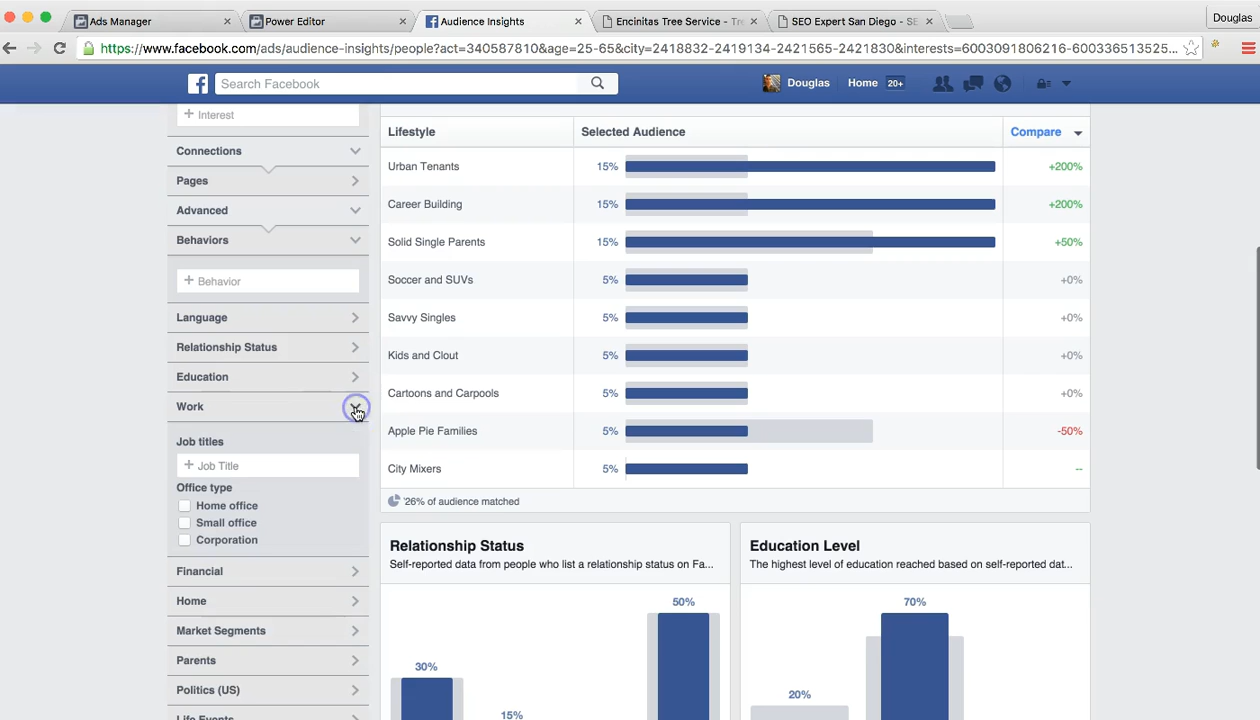 Ads Manager
Power Editor
Audience Insights
Encinitas Tree Service - Tre
SEO Expert San Diego - SE
Douglas
https://www.facebook.com/ads/audience-insights/people?act=340587810&age=25-65&city=2418832-2419134-2421565-2421830&interests=6003091806216-600336513525...
Search Facebook
Douglas
Home 20+
+ Interest
Connections
Pages
Advanced
Behaviors
+ Behavior
Language
Relationship Status
Education
Work
Job titles
+ Job Title
Office type
Home office
Small office
Corporation
Financial
Home
Market Segments
Parents
Politics (US)
Life Events
Lifestyle Selected Audience Compare
Urban Tenants 15% +200%
Career Building 15% +200%
Solid Single Parents 15% +50%
Soccer and SUVs 5% +0%
Savvy Singles 5% +0%
Kids and Clout 5% +0%
Cartoons and Carpools 5% +0%
Apple Pie Families 5% -50%
City Mixers 5% --
'26% of audience matched
Relationship Status
Self-reported data from people who list a relationship status on Fa...
30%
15%
50%
Education Level
The highest level of education reached based on self-reported dat...
20%
70%